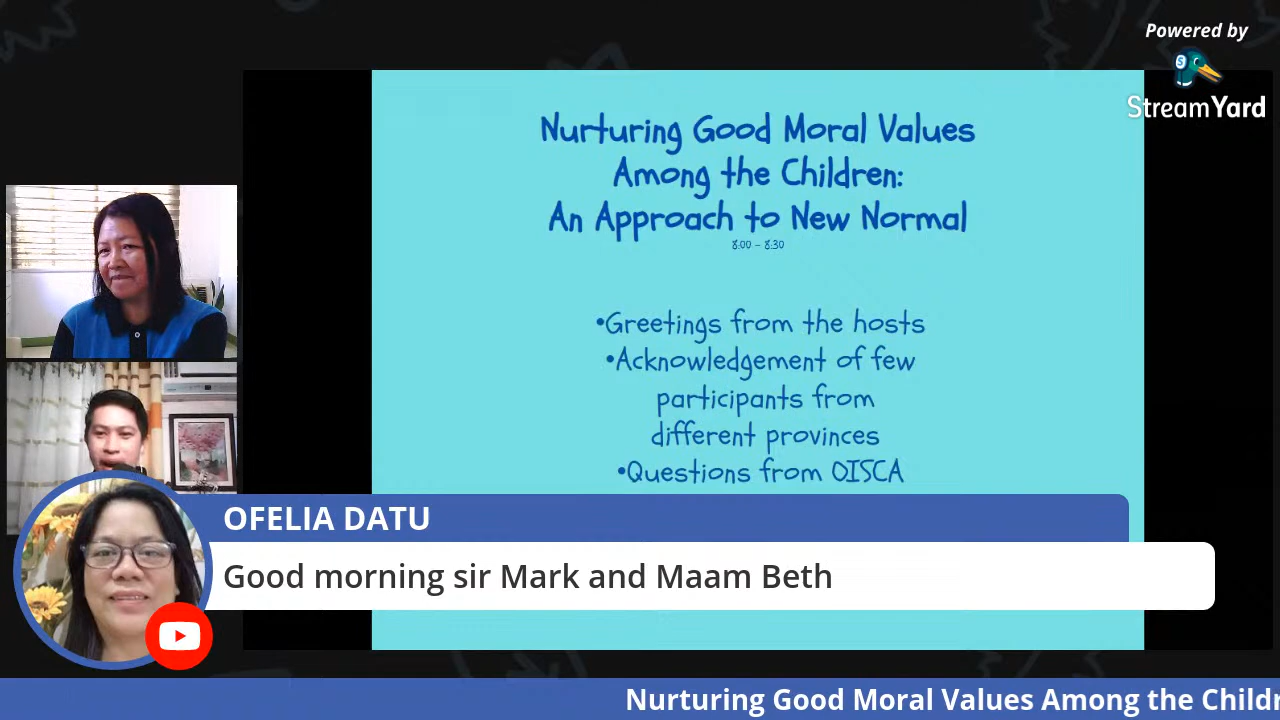 Powered by
StreamYard
Nurturing Good Moral Values
Among the Children:
An Approach to New Normal
8:00 - 8:30
•Greetings from the hosts
•Acknowledgement of few
participants from
different provinces
•Questions from OISCA
OFELIA DATU
Good morning sir Mark and Maam Beth
Nurturing Good Moral Values Among the Childr